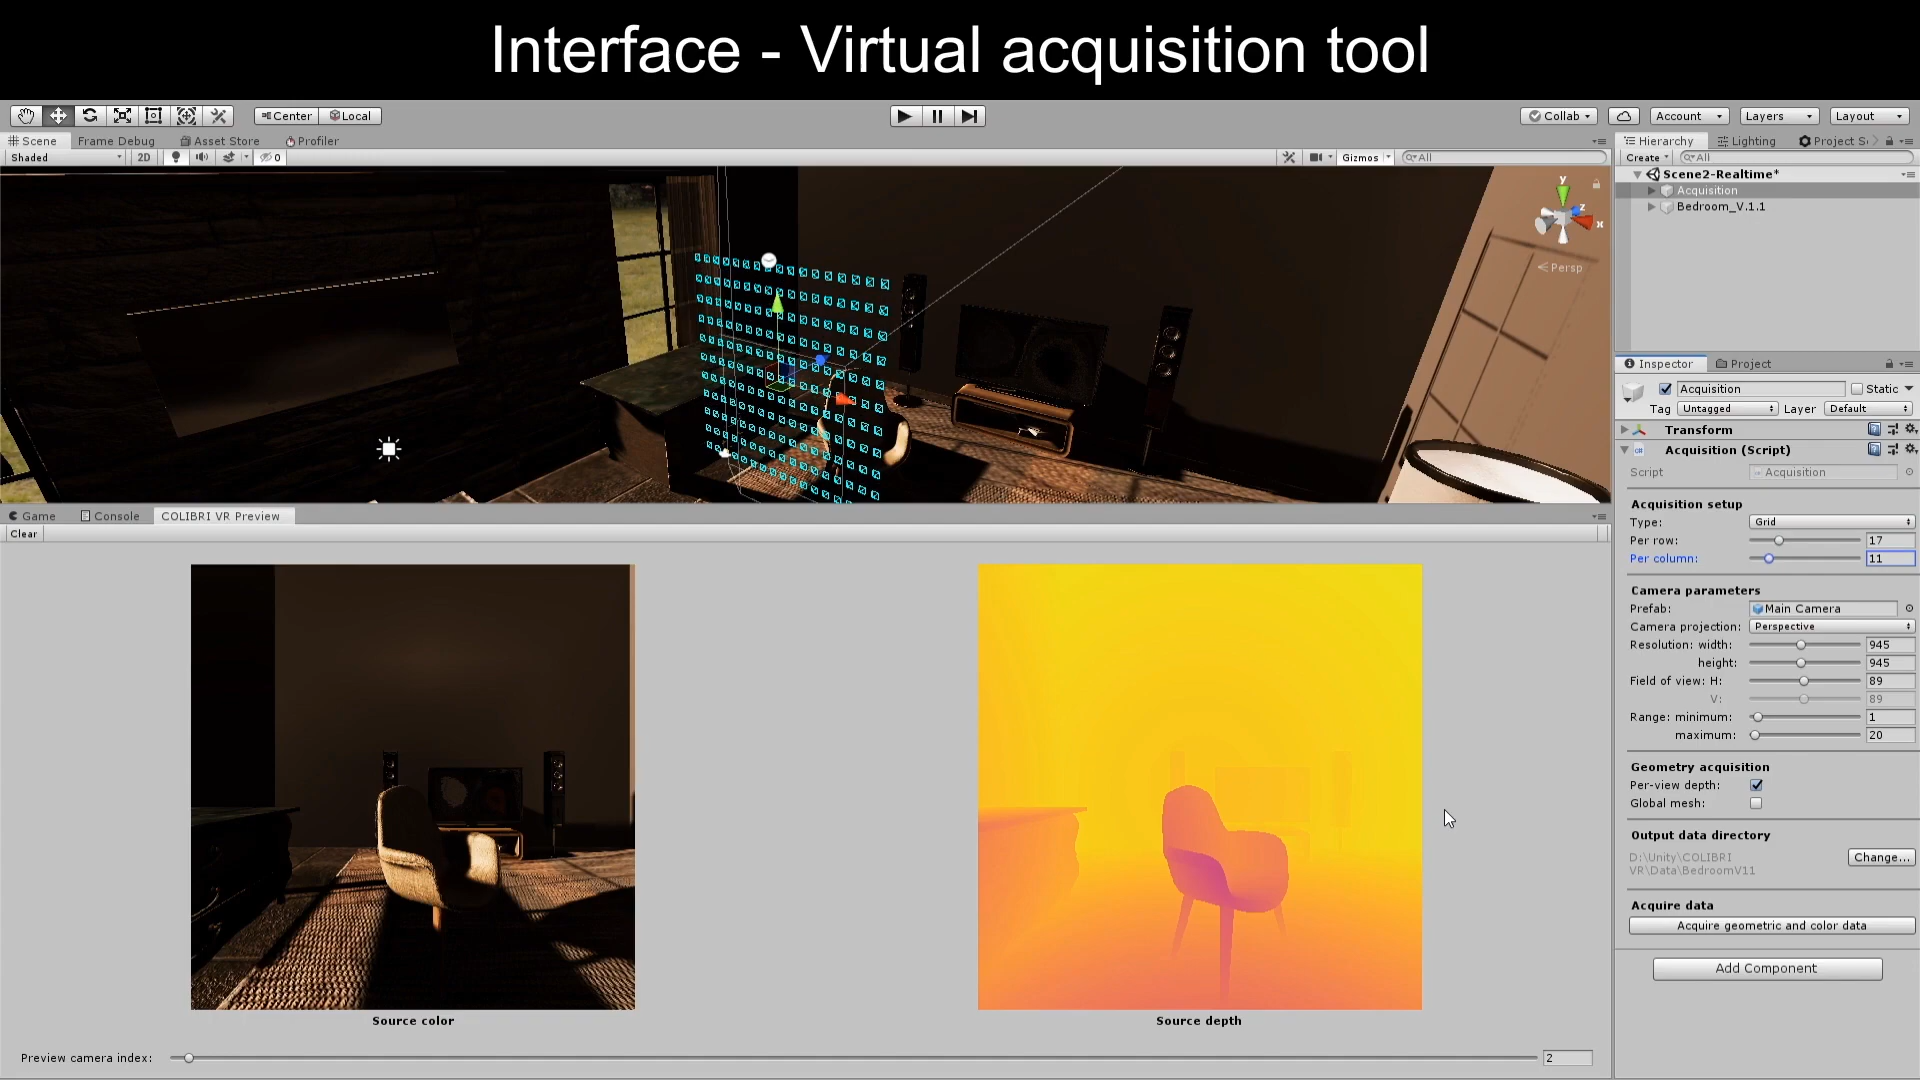 Interface - Virtual acquisition tool
Center Local
Collab Account Layers Layout
Scene Frame Debug Asset Store Profiler
Shaded 2D 0 Gizmos All
Hierarchy Lighting Project S
Create All
Scene2-Realtime*
Acquisition
Bedroom_V.1.1
y
z
x
Persp
Inspector Project
Acquisition Static
Tag Untagged Layer Default
Transform
Acquisition (Script)
Script Acquisition
Acquisition setup
Type: Grid
Per row: 17
Per column: 11
Camera parameters
Prefab: Main Camera
Camera projection: Perspective
Resolution: width: 945
height: 945
Field of view: H: 89
V: 89
Range: minimum: 1
maximum: 20
Geometry acquisition
Per-view depth:
Global mesh:
Output data directory
D:\Unity\COLIBRI
VR\Data\BedroomV11
Change...
Acquire data
Acquire geometric and color data
Add Component
Game Console COLIBRI VR Preview
Clear
Source color
Source depth
Preview camera index: 2